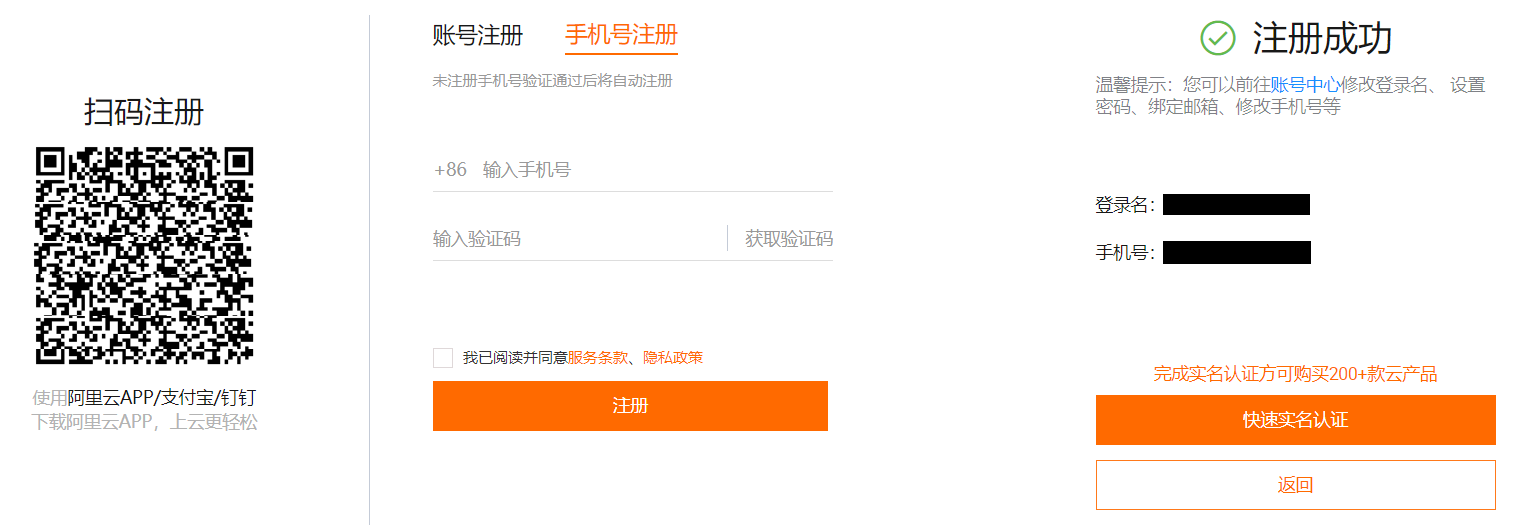 扫码注册
使用阿里云APP/支付宝/钉钉
下载阿里云APP，上云更轻松
账号注册 手机号注册
未注册手机号验证通过后将自动注册
+86 输入手机号
输入验证码 获取验证码
我已阅读并同意服务条款、隐私政策
注册
注册成功
温馨提示：您可以前往账号中心修改登录名、 设置
密码、绑定邮箱、修改手机号等
登录名：
手机号：
完成实名认证方可购买200+款云产品
快速实名认证
返回